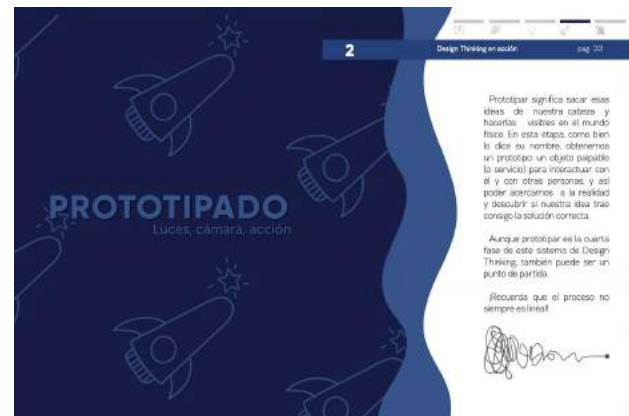 2
Design Thinking en acción
pag. 33
PROTOTIPADO
Luces, cámara, acción
Prototipar significa sacar esas
ideas de nuestra cabeza y
hacerlas visibles en el mundo
físico. En esta etapa, como bien
lo dice su nombre, obtenemos
un prototipo: un objeto palpable
(o servicio) para interactuar con
él y con otras personas, y así
poder acercarnos a la realidad
y descubrir si nuestra idea trae
consigo la solución correcta.
Aunque prototipar es la cuarta
fase de este sistema de Design
Thinking, también puede ser un
punto de partida.
¡Recuerda que el proceso no
siempre es lineal!